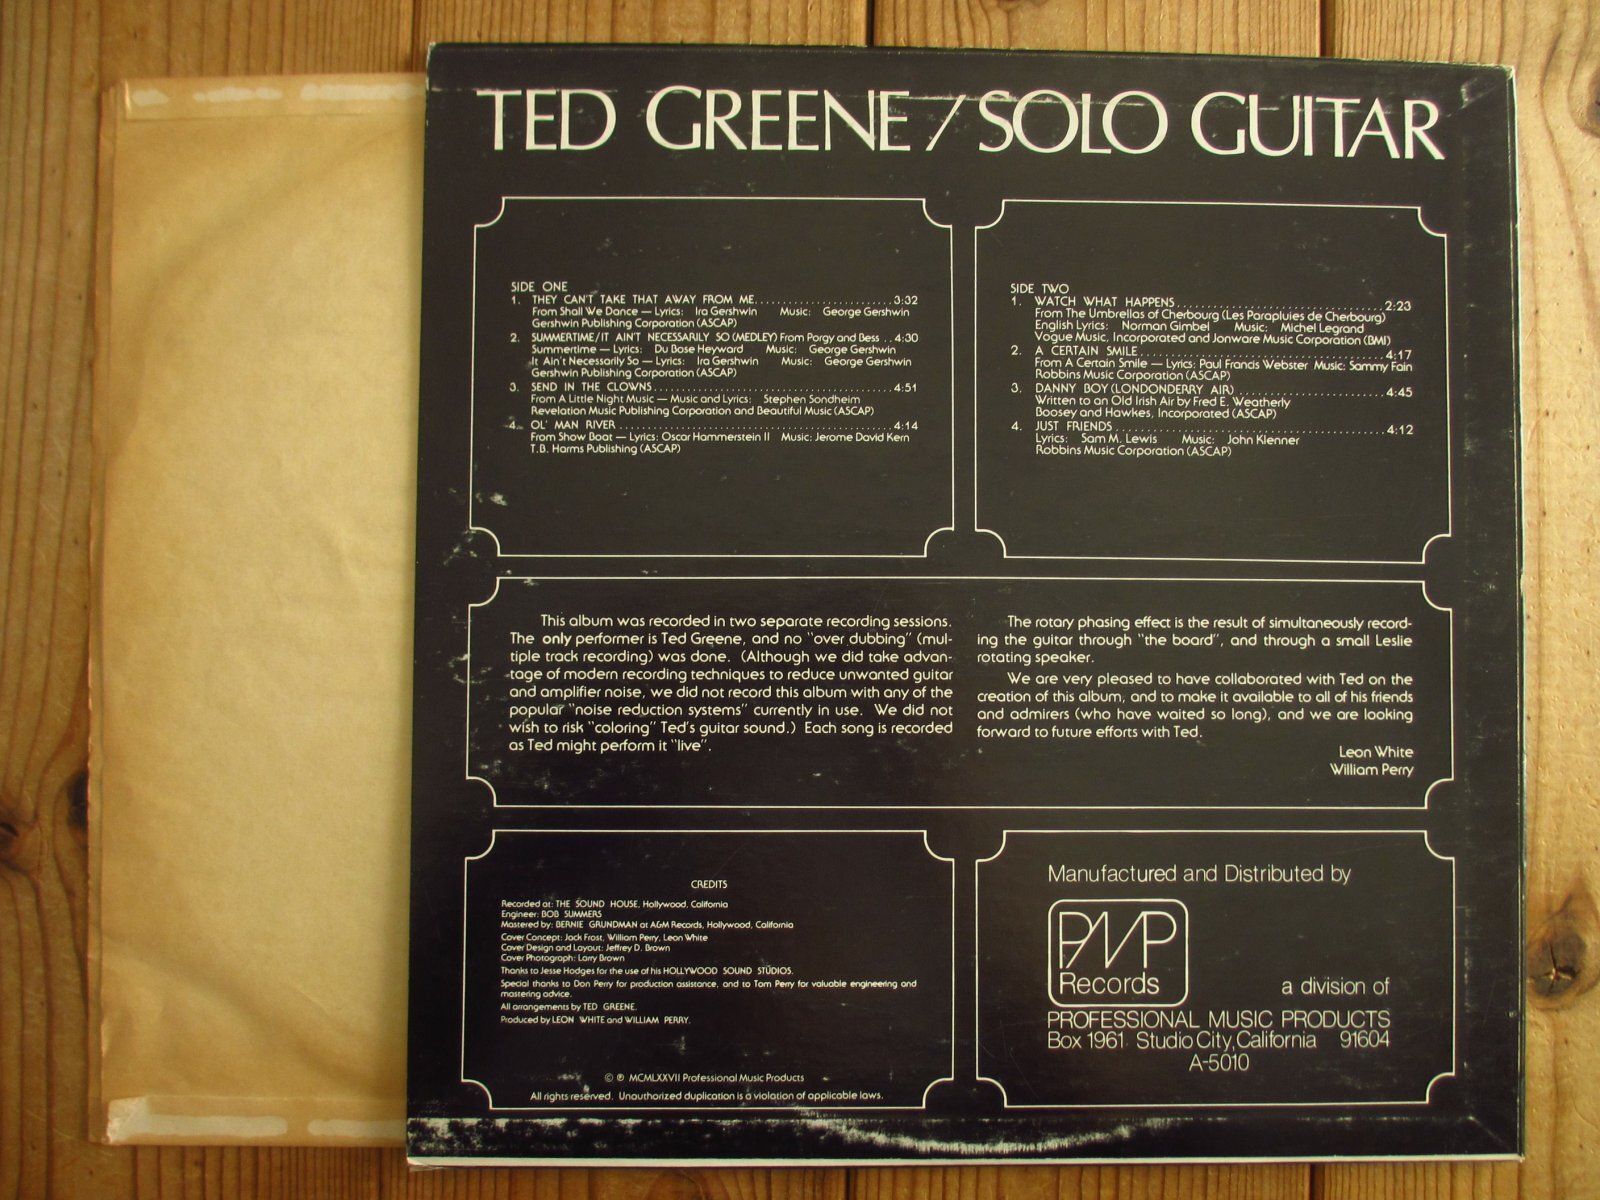 TED GREENE / SOLO GUITAR
SIDE ONE
1. THEY CAN'T TAKE THAT AWAY FROM ME........................3:32
From Shall We Dance — Lyrics: Ira Gershwin Music: George Gershwin
Gershwin Publishing Corporation (ASCAP)
2. SUMMERTIME/IT AIN'T NECESSARILY SO (MEDLEY) From Porgy and Bess ..4:30
Summertime — Lyrics: Du Bose Heyward Music: George Gershwin
It Ain't Necessarily So — Lyrics: Ira Gershwin Music: George Gershwin
Gershwin Publishing Corporation (ASCAP)
3. SEND IN THE CLOWNS........................................4:51
From A Little Night Music — Music and Lyrics: Stephen Sondheim
Revelation Music Publishing Corporation and Beautiful Music (ASCAP)
4. OL' MAN RIVER.............................................4:14
From Show Boat — Lyrics: Oscar Hammerstein II Music: Jerome David Kern
T.B. Harms Publishing (ASCAP)
SIDE TWO
1. WATCH WHAT HAPPENS....................................2:23
From The Umbrellas of Cherbourg (Les Parapluies de Cherbourg)
English Lyrics: Norman Gimbel Music: Michel Legrand
Vogue Music, Incorporated and Jonware Music Corporation (BMI)
2. A CERTAIN SMILE........................................4:17
From A Certain Smile — Lyrics: Paul Francis Webster Music: Sammy Fain
Robbins Music Corporation (ASCAP)
3. DANNY BOY (LONDONDERRY AIR)..........................4:45
Written to an Old Irish Air by Fred E. Weatherly
Boosey and Hawkes, Incorporated (ASCAP)
4. JUST FRIENDS............................................4:12
Lyrics: Sam M. Lewis Music: John Klenner
Robbins Music Corporation (ASCAP)
This album was recorded in two separate recording sessions.
The only performer is Ted Greene, and no "over dubbing" (mul-
tiple track recording) was done. (Although we did take advan-
tage of modern recording techniques to reduce unwanted guitar
and amplifier noise, we did not record this album with any of the
popular "noise reduction systems" currently in use. We did not
wish to risk "coloring" Ted's guitar sound.) Each song is recorded
as Ted might perform it "live".
The rotary phasing effect is the result of simultaneously record-
ing the guitar through "the board", and through a small Leslie
rotating speaker.
We are very pleased to have collaborated with Ted on the
creation of this album, and to make it available to all of his friends
and admirers (who have waited so long), and we are looking
forward to future efforts with Ted.
Leon White
William Perry
CREDITS
Recorded at: THE SOUND HOUSE, Hollywood, California
Engineer: BOB SUMMERS
Mastered by: BERNIE GRUNDMAN at A&M Records, Hollywood, California
Cover Concept: Jack Frost, William Perry, Leon White
Cover Design and Layout: Jeffrey D. Brown
Cover Photograph: Larry Brown
Thanks to Jesse Hodges for the use of his HOLLYWOOD SOUND STUDIOS.
Special thanks to Don Perry for production assistance, and to Tom Perry for valuable engineering and
mastering advice.
All arrangements by TED GREENE.
Produced by LEON WHITE and WILLIAM PERRY.
© ℗ MCMLXXVII Professional Music Products
All rights reserved. Unauthorized duplication is a violation of applicable laws.
Manufactured and Distributed by
PMP
Records
a division of
PROFESSIONAL MUSIC PRODUCTS
Box 1961 Studio City, California 91604
A-5010